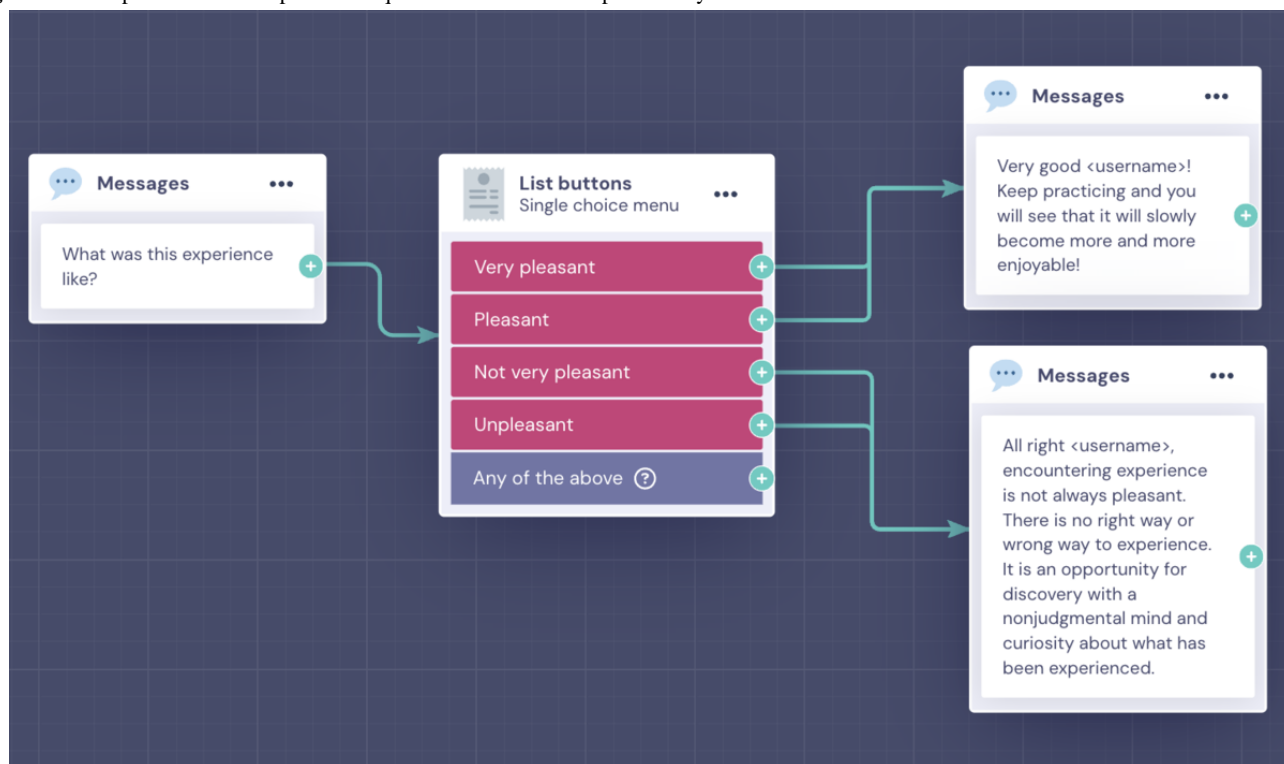 Messages
What was this experience
like?
List buttons
Single choice menu
Very pleasant
Pleasant
Not very pleasant
Unpleasant
Any of the above
Messages
Very good <username>!
Keep practicing and you
will see that it will slowly
become more and more
enjoyable!
Messages
All right <username>,
encountering experience
is not always pleasant.
There is no right way or
wrong way to experience.
It is an opportunity for
discovery with a
nonjudgmental mind and
curiosity about what has
been experienced.